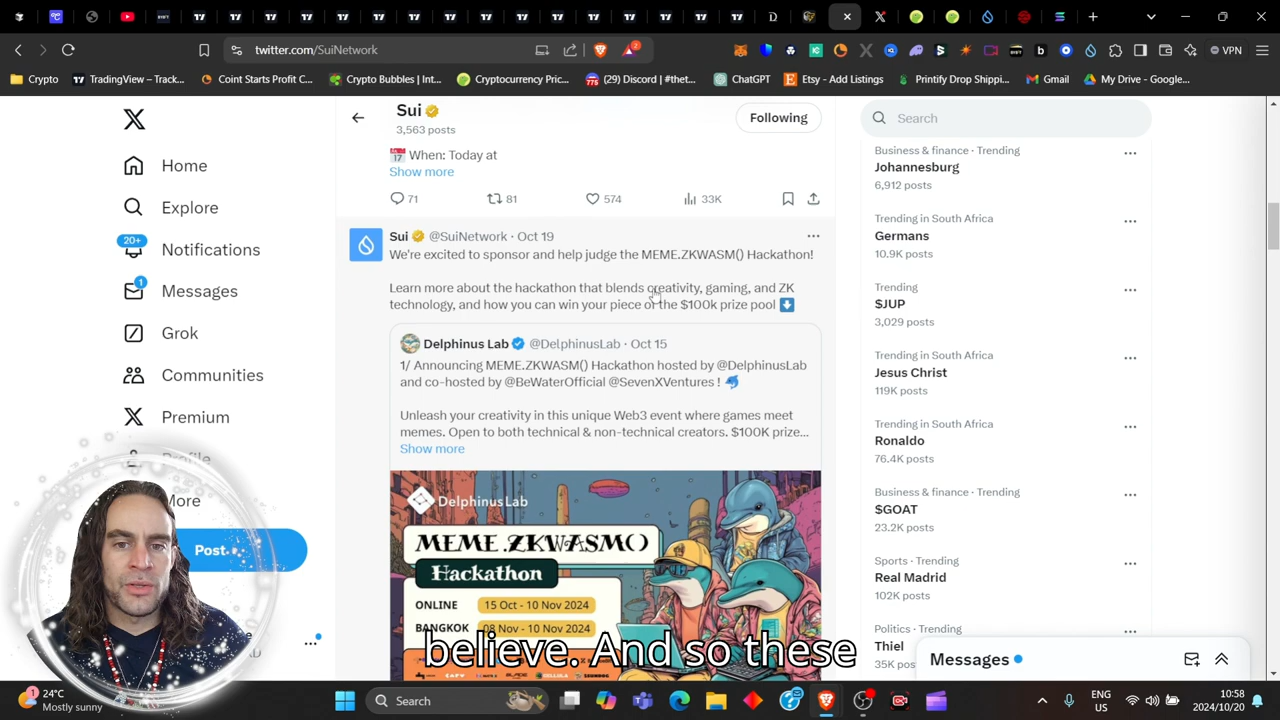 twitter.com/SuiNetwork
2
VPN
Crypto
TradingView – Track...
Coint Starts Profit C...
Crypto Bubbles | Int...
Cryptocurrency Pric...
(29) Discord | #thet...
ChatGPT
Etsy - Add Listings
Printify Drop Shippi...
Gmail
My Drive - Google...
Home
Explore
20+
Notifications
1
Messages
Grok
Communities
Premium
Profile
More
Post
Sui
3,563 posts
Following
When: Today at
Show more
71
81
574
33K
Sui @SuiNetwork · Oct 19
We're excited to sponsor and help judge the MEME.ZKWASM() Hackathon!
Learn more about the hackathon that blends creativity, gaming, and ZK
technology, and how you can win your piece of the $100k prize pool
Delphinus Lab @DelphinusLab · Oct 15
1/ Announcing MEME.ZKWASM() Hackathon hosted by @DelphinusLab
and co-hosted by @BeWaterOfficial @SevenXVentures !
Unleash your creativity in this unique Web3 event where games meet
memes. Open to both technical & non-technical creators. $100K prize...
Show more
Delphinus Lab
MEME.ZKWASM()
Hackathon
ONLINE 15 Oct - 10 Nov 2024
BANGKOK 08 Nov - 10 Nov 2024
believe. And so these
Search
Business & finance · Trending
Johannesburg
6,912 posts
Trending in South Africa
Germans
10.9K posts
Trending
$JUP
3,029 posts
Trending in South Africa
Jesus Christ
119K posts
Trending in South Africa
Ronaldo
76.4K posts
Business & finance · Trending
$GOAT
23.2K posts
Sports · Trending
Real Madrid
102K posts
Politics · Trending
Thiel
35K
Messages
24°C
Mostly sunny
Search
ENG
US
10:58
2024/10/20